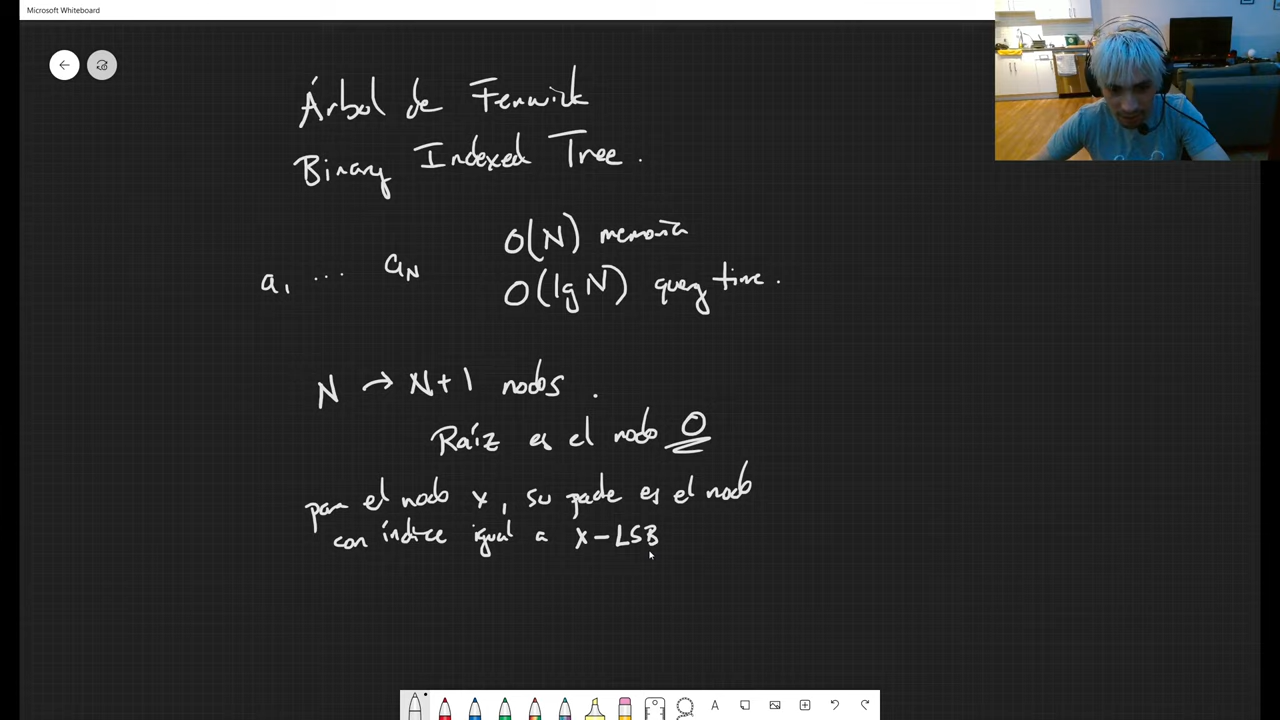 Microsoft Whiteboard
Árbol de Fenwick
Binary Indexed Tree.
O(N) memoria
a₁ ... aN
O(lg N) query time.
N → N+1 nodos.
Raíz es el nodo 0
para el nodo x, su padre es el nodo
con índice igual a x-LSB
A